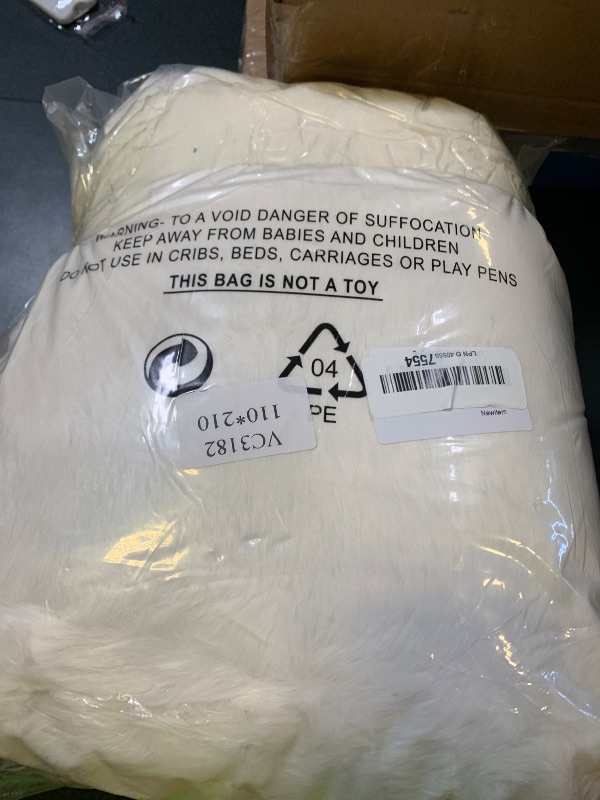 WARNING- TO A VOID DANGER OF SUFFOCATION
KEEP AWAY FROM BABIES AND CHILDREN
DO NOT USE IN CRIBS, BEDS, CARRIAGES OR PLAY PENS
THIS BAG IS NOT A TOY
04
PE
VC3182
110*210
7554
NewItem